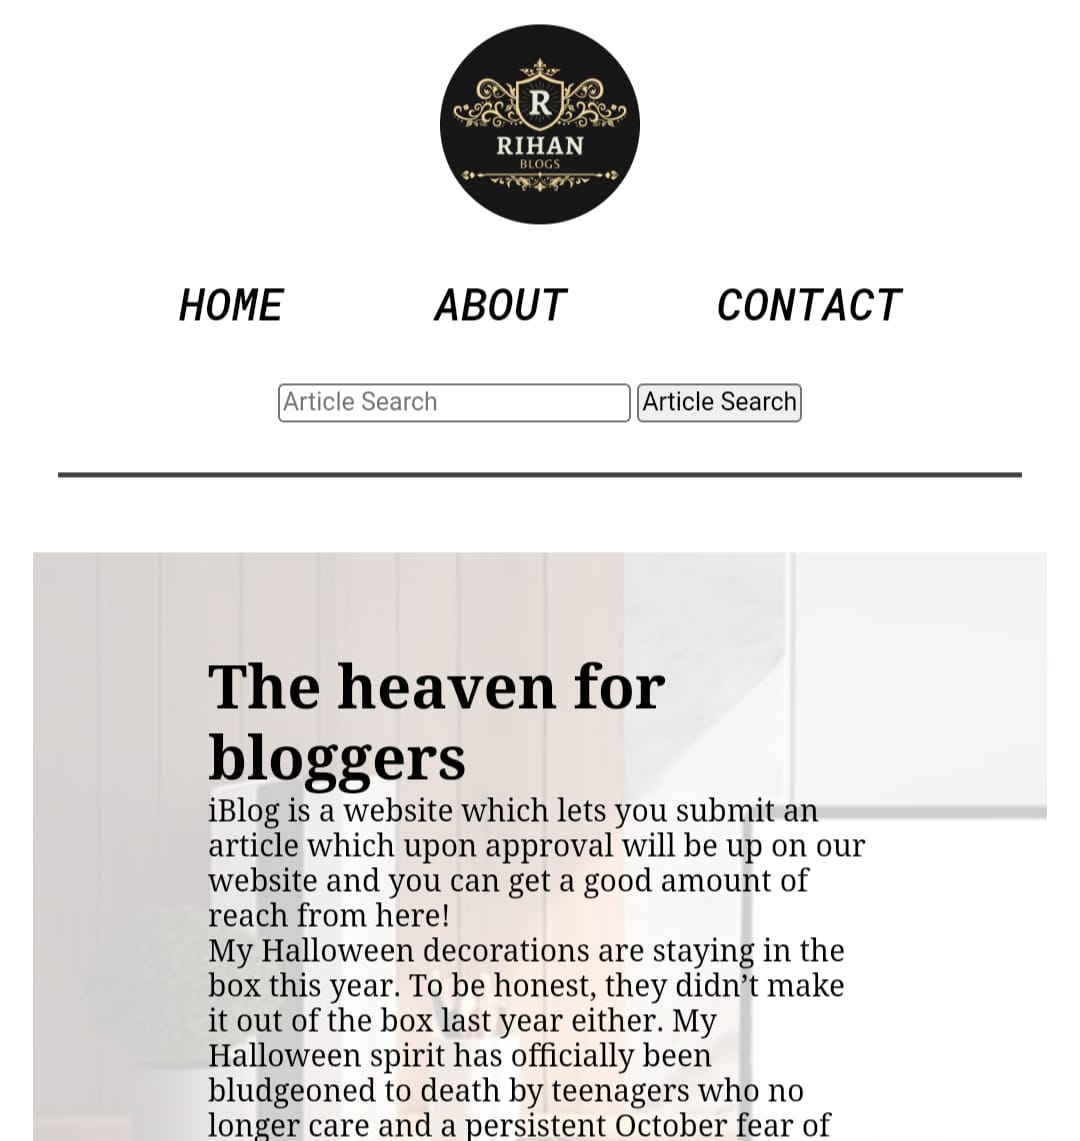 R
RIHAN
BLOGS
HOME ABOUT CONTACT
Article Search Article Search
The heaven for
bloggers
iBlog is a website which lets you submit an
article which upon approval will be up on our
website and you can get a good amount of
reach from here!
My Halloween decorations are staying in the
box this year. To be honest, they didn’t make
it out of the box last year either. My
Halloween spirit has officially been
bludgeoned to death by teenagers who no
longer care and a persistent October fear of